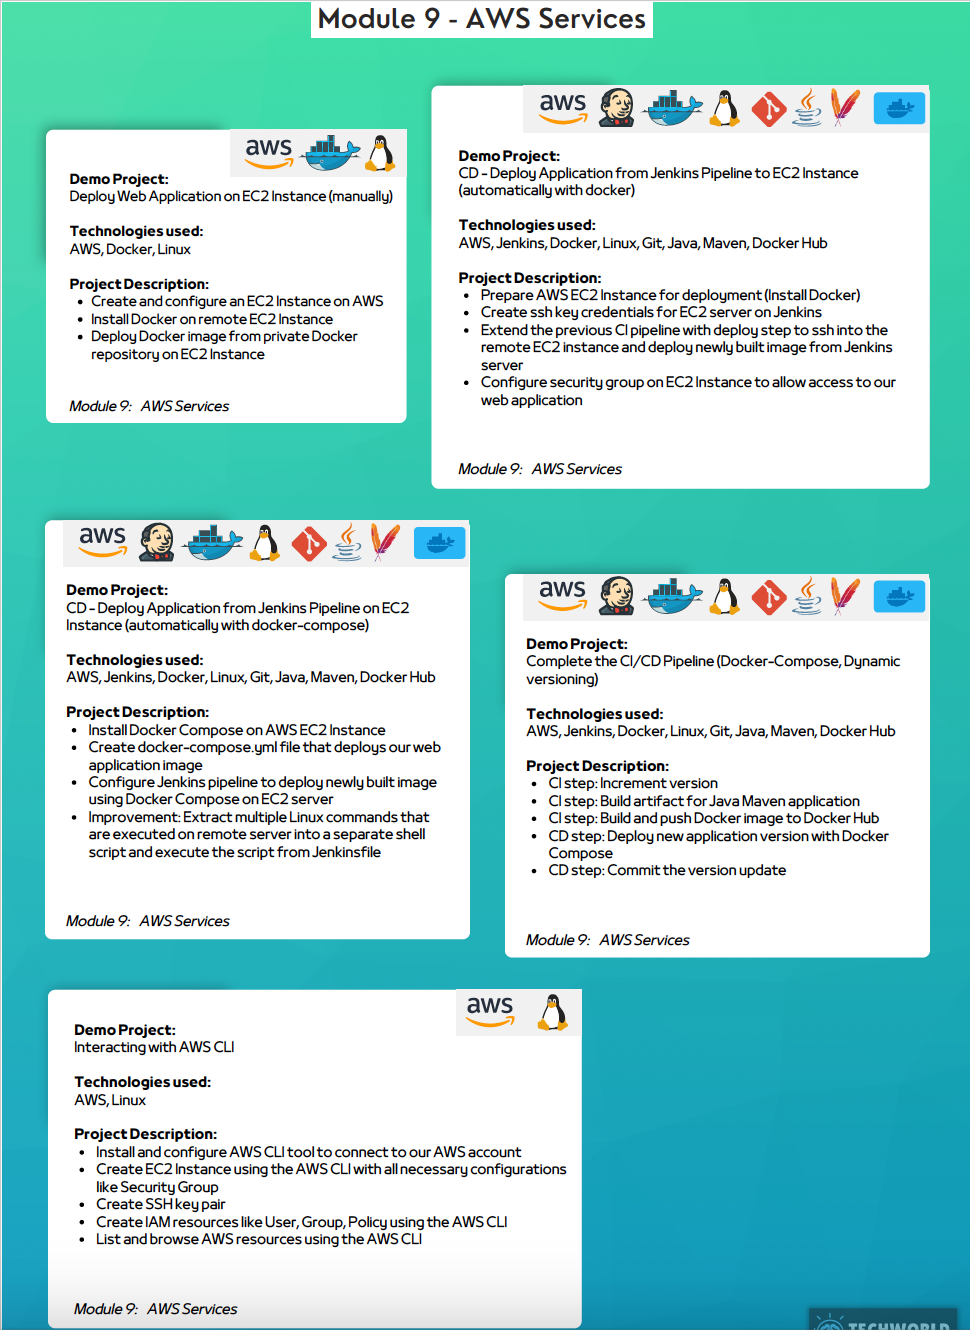 Module 9 - AWS Services
aws
Demo Project:
Deploy Web Application on EC2 Instance (manually)
Technologies used:
AWS, Docker, Linux
Project Description:
• Create and configure an EC2 Instance on AWS
• Install Docker on remote EC2 Instance
• Deploy Docker image from private Docker
repository on EC2 Instance
Module 9: AWS Services
aws
Demo Project:
CD - Deploy Application from Jenkins Pipeline to EC2 Instance
(automatically with docker)
Technologies used:
AWS, Jenkins, Docker, Linux, Git, Java, Maven, Docker Hub
Project Description:
• Prepare AWS EC2 Instance for deployment (Install Docker)
• Create ssh key credentials for EC2 server on Jenkins
• Extend the previous CI pipeline with deploy step to ssh into the
remote EC2 instance and deploy newly built image from Jenkins
server
• Configure security group on EC2 Instance to allow access to our
web application
Module 9: AWS Services
aws
Demo Project:
CD - Deploy Application from Jenkins Pipeline on EC2
Instance (automatically with docker-compose)
Technologies used:
AWS, Jenkins, Docker, Linux, Git, Java, Maven, Docker Hub
Project Description:
• Install Docker Compose on AWS EC2 Instance
• Create docker-compose.yml file that deploys our web
application image
• Configure Jenkins pipeline to deploy newly built image
using Docker Compose on EC2 server
• Improvement: Extract multiple Linux commands that
are executed on remote server into a separate shell
script and execute the script from Jenkinsfile
Module 9: AWS Services
aws
Demo Project:
Complete the CI/CD Pipeline (Docker-Compose, Dynamic
versioning)
Technologies used:
AWS, Jenkins, Docker, Linux, Git, Java, Maven, Docker Hub
Project Description:
• CI step: Increment version
• CI step: Build artifact for Java Maven application
• CI step: Build and push Docker image to Docker Hub
• CD step: Deploy new application version with Docker
Compose
• CD step: Commit the version update
Module 9: AWS Services
aws
Demo Project:
Interacting with AWS CLI
Technologies used:
AWS, Linux
Project Description:
• Install and configure AWS CLI tool to connect to our AWS account
• Create EC2 Instance using the AWS CLI with all necessary configurations
like Security Group
• Create SSH key pair
• Create IAM resources like User, Group, Policy using the AWS CLI
• List and browse AWS resources using the AWS CLI
Module 9: AWS Services
TECHWORLD